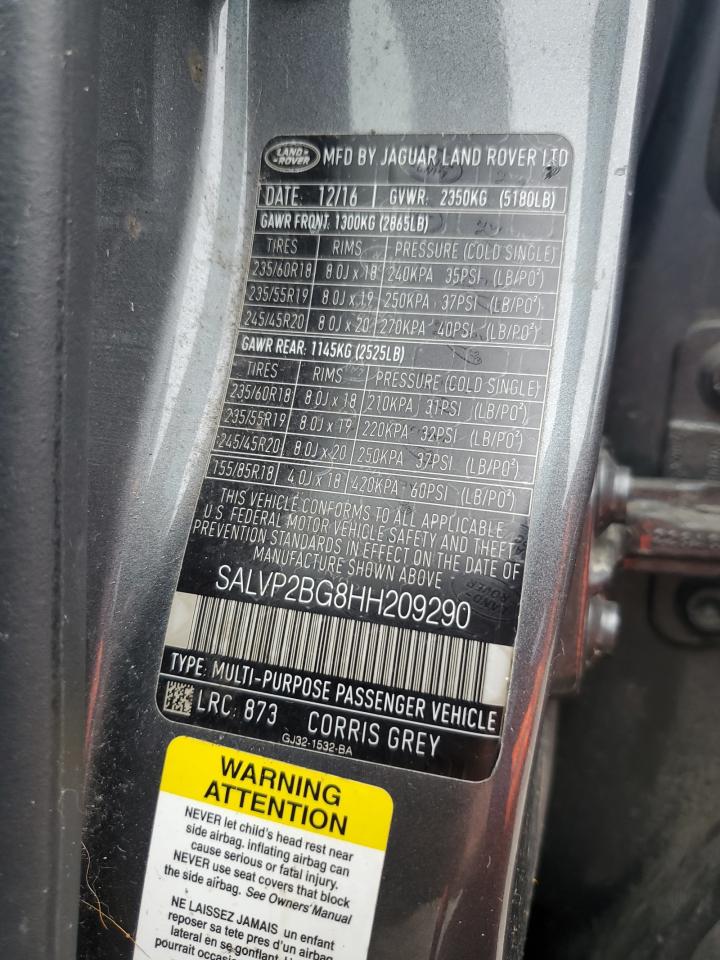 LAND ROVER MFD BY JAGUAR LAND ROVER LTD
DATE: 12/16 GVWR: 2350KG (5180LB)
GAWR FRONT: 1300KG (2865LB)
TIRES RIMS PRESSURE (COLD SINGLE)
235/60R18 8.0J x 18 240KPA 35PSI (LB/PO²)
235/55R19 8.0J x 19 250KPA 37PSI (LB/PO²)
245/45R20 8.0J x 20 270KPA 40PSI (LB/PO²)
GAWR REAR: 1145KG (2525LB)
TIRES RIMS PRESSURE (COLD SINGLE)
235/60R18 8.0J x 18 210KPA 31PSI (LB/PO²)
235/55R19 8.0J x 19 220KPA 32PSI (LB/PO²)
245/45R20 8.0J x 20 250KPA 37PSI (LB/PO²)
T55/85R18 4.0J x 18 420KPA 60PSI (LB/PO²)
THIS VEHICLE CONFORMS TO ALL APPLICABLE
U.S. FEDERAL MOTOR VEHICLE SAFETY AND THEFT
PREVENTION STANDARDS IN EFFECT ON THE DATE OF
MANUFACTURE SHOWN ABOVE
SALVP2BG8HH209290
TYPE: MULTI-PURPOSE PASSENGER VEHICLE
LRC: 873 CORRIS GREY
GJ32-1532-BA
WARNING
ATTENTION
NEVER let child's head rest near
side airbag, inflating airbag can
cause serious or fatal injury.
NEVER use seat covers that block
the side airbag. See Owners' Manual
NE LAISSEZ JAMAIS un enfant
reposer sa tete pres d'un airbag
lateral en se gonflant,
pourrait occasion